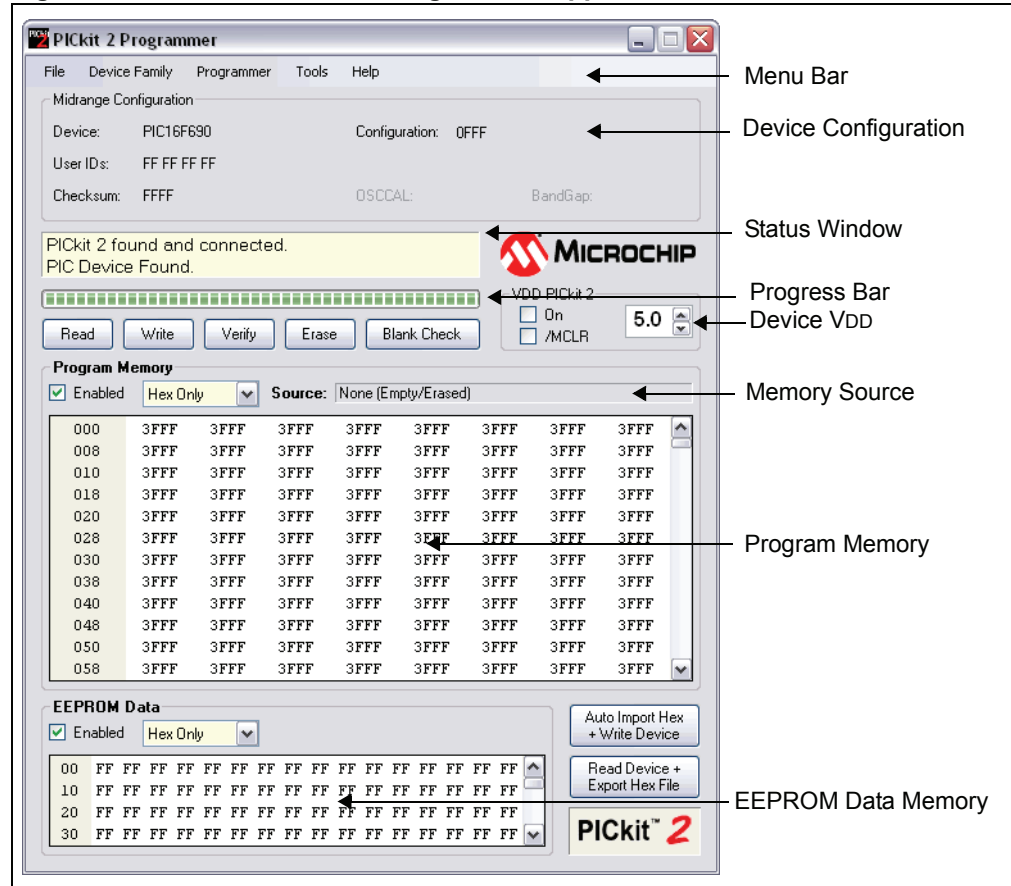 PICkit 2 Programmer
File Device Family Programmer Tools Help
Menu Bar
Midrange Configuration
Device: PIC16F690 Configuration: 0FFF
Device Configuration
User IDs: FF FF FF FF
Checksum: FFFF OSCCAL: BandGap:
Status Window
PICkit 2 found and connected.
PIC Device Found.
MICROCHIP
Progress Bar
VDD PICkit 2
On
/MCLR
5.0
Device VDD
Read Write Verify Erase Blank Check
Program Memory
Enabled Hex Only Source: None (Empty/Erased)
Memory Source
000 3FFF 3FFF 3FFF 3FFF 3FFF 3FFF 3FFF 3FFF
008 3FFF 3FFF 3FFF 3FFF 3FFF 3FFF 3FFF 3FFF
010 3FFF 3FFF 3FFF 3FFF 3FFF 3FFF 3FFF 3FFF
018 3FFF 3FFF 3FFF 3FFF 3FFF 3FFF 3FFF 3FFF
020 3FFF 3FFF 3FFF 3FFF 3FFF 3FFF 3FFF 3FFF
028 3FFF 3FFF 3FFF 3FFF 3FFF 3FFF 3FFF 3FFF
Program Memory
030 3FFF 3FFF 3FFF 3FFF 3FFF 3FFF 3FFF 3FFF
038 3FFF 3FFF 3FFF 3FFF 3FFF 3FFF 3FFF 3FFF
040 3FFF 3FFF 3FFF 3FFF 3FFF 3FFF 3FFF 3FFF
048 3FFF 3FFF 3FFF 3FFF 3FFF 3FFF 3FFF 3FFF
050 3FFF 3FFF 3FFF 3FFF 3FFF 3FFF 3FFF 3FFF
058 3FFF 3FFF 3FFF 3FFF 3FFF 3FFF 3FFF 3FFF
EEPROM Data
Enabled Hex Only
00 FF FF FF FF FF FF FF FF FF FF FF FF FF FF FF FF
10 FF FF FF FF FF FF FF FF FF FF FF FF FF FF FF FF
20 FF FF FF FF FF FF FF FF FF FF FF FF FF FF FF FF
30 FF FF FF FF FF FF FF FF FF FF FF FF FF FF FF FF
Auto Import Hex
+ Write Device
Read Device +
Export Hex File
EEPROM Data Memory
PICkit™ 2